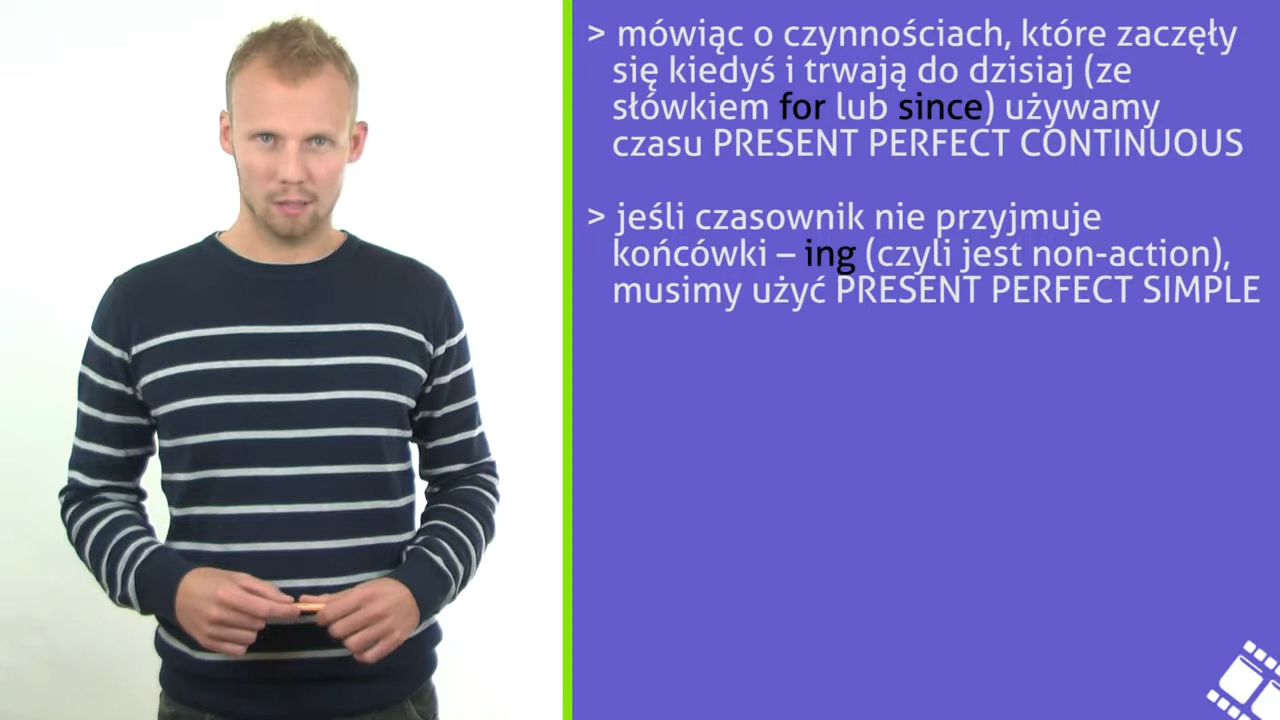 > mówiąc o czynnościach, które zaczęły
się kiedyś i trwają do dzisiaj (ze
słówkiem for lub since) używamy
czasu PRESENT PERFECT CONTINUOUS
> jeśli czasownik nie przyjmuje
końcówki – ing (czyli jest non-action),
musimy użyć PRESENT PERFECT SIMPLE